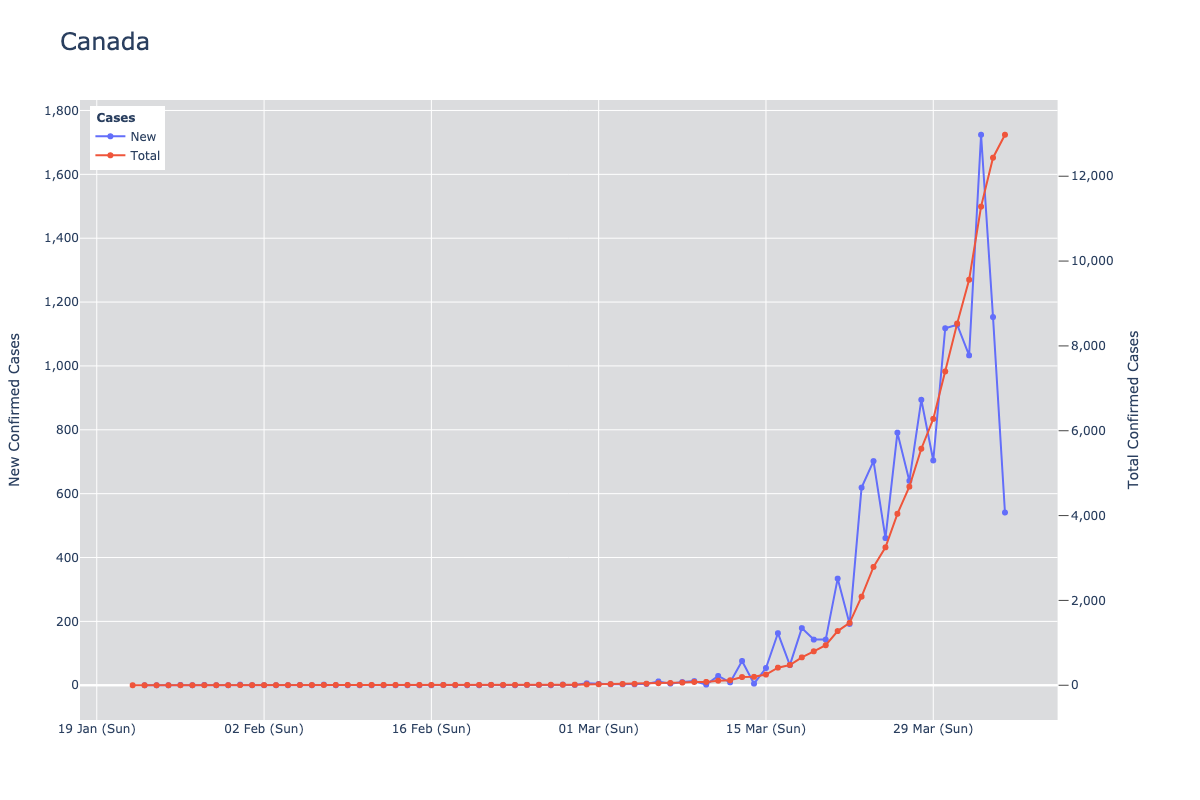 Canada
Cases
New
Total
1,800
1,600
1,400
1,200
1,000
800
600
400
200
0
New Confirmed Cases
12,000
10,000
8,000
6,000
4,000
2,000
0
Total Confirmed Cases
19 Jan (Sun)
02 Feb (Sun)
16 Feb (Sun)
01 Mar (Sun)
15 Mar (Sun)
29 Mar (Sun)